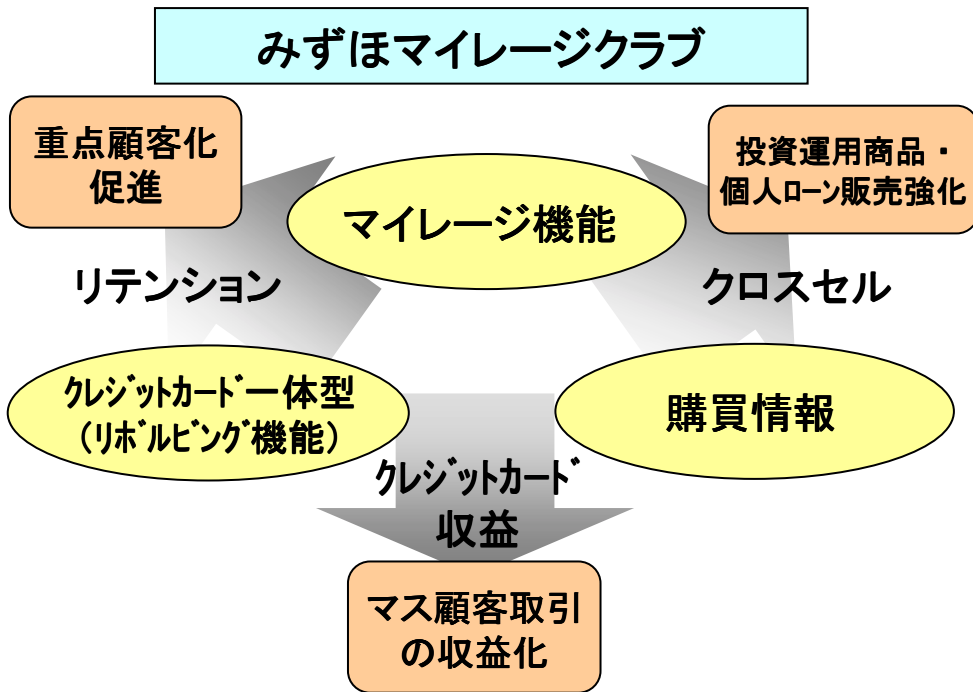 みずほマイレージクラブ
重点顧客化
促進
投資運用商品・
個人ﾛｰﾝ販売強化
マイレージ機能
リテンション
クロスセル
ｸﾚｼﾞｯﾄｶｰﾄﾞ一体型
（ﾘﾎﾞﾙﾋﾞﾝｸﾞ機能）
購買情報
ｸﾚｼﾞｯﾄｶｰﾄﾞ
収益
マス顧客取引
の収益化